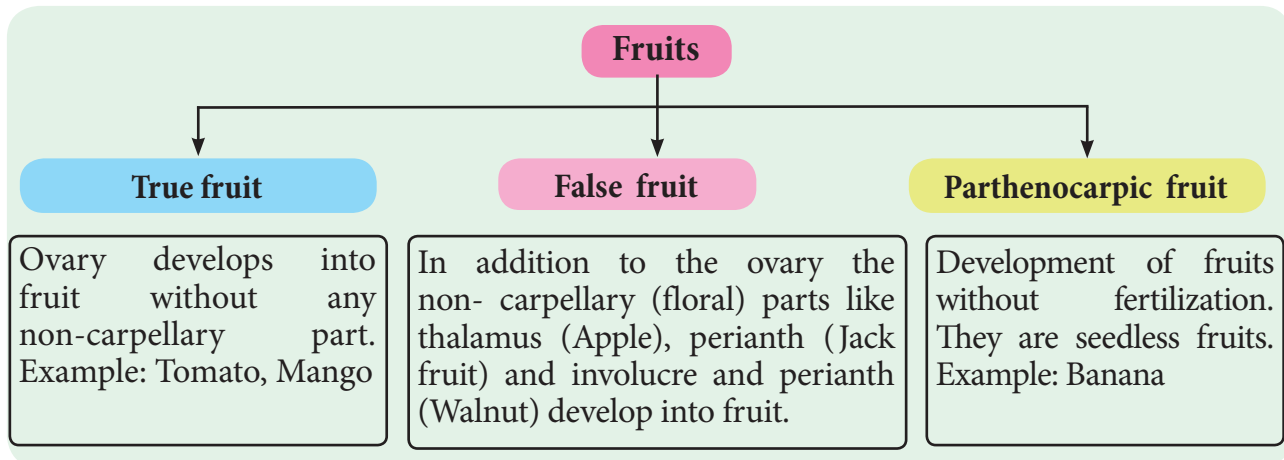 Fruits
True fruit
False fruit
Parthenocarpic fruit
Ovary develops into
fruit without any
non-carpellary part.
Example: Tomato, Mango
In addition to the ovary the
non- carpellary (floral) parts like
thalamus (Apple), perianth (Jack
fruit) and involucre and perianth
(Walnut) develop into fruit.
Development of fruits
without fertilization.
They are seedless fruits.
Example: Banana